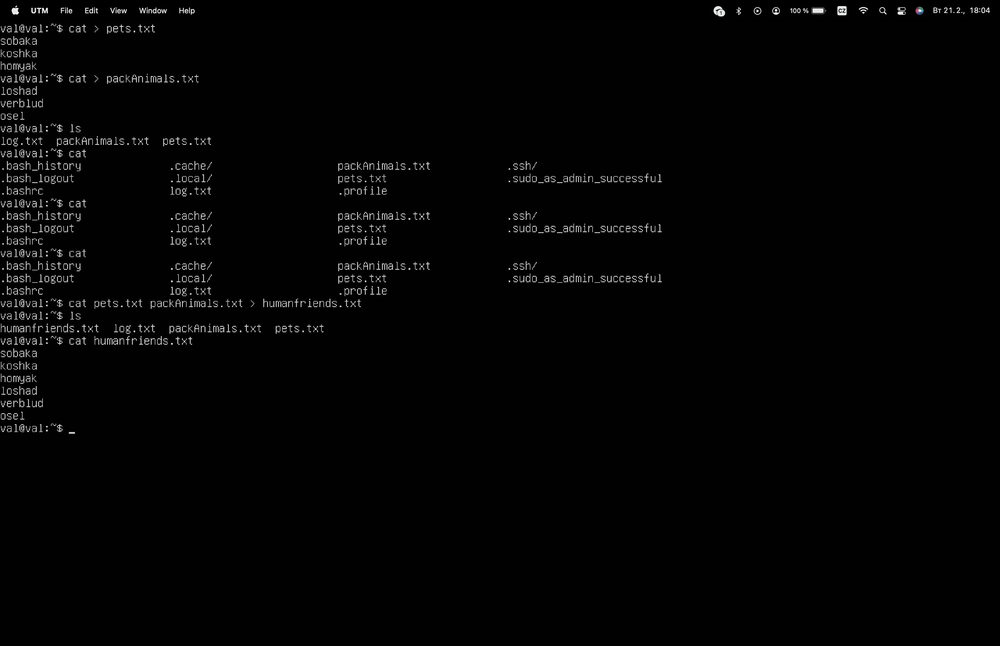 UTM File Edit View Window Help 1 100 % CZ Вт 21. 2., 18:04
val@val:~$ cat > pets.txt
sobaka
koshka
homyak
val@val:~$ cat > packAnimals.txt
loshad
verblud
osel
val@val:~$ ls
log.txt packAnimals.txt pets.txt
val@val:~$ cat
.bash_history .cache/ packAnimals.txt .ssh/
.bash_logout .local/ pets.txt .sudo_as_admin_successful
.bashrc log.txt .profile
val@val:~$ cat
.bash_history .cache/ packAnimals.txt .ssh/
.bash_logout .local/ pets.txt .sudo_as_admin_successful
.bashrc log.txt .profile
val@val:~$ cat
.bash_history .cache/ packAnimals.txt .ssh/
.bash_logout .local/ pets.txt .sudo_as_admin_successful
.bashrc log.txt .profile
val@val:~$ cat pets.txt packAnimals.txt > humanfriends.txt
val@val:~$ ls
humanfriends.txt log.txt packAnimals.txt pets.txt
val@val:~$ cat humanfriends.txt
sobaka
koshka
homyak
loshad
verblud
osel
val@val:~$ _